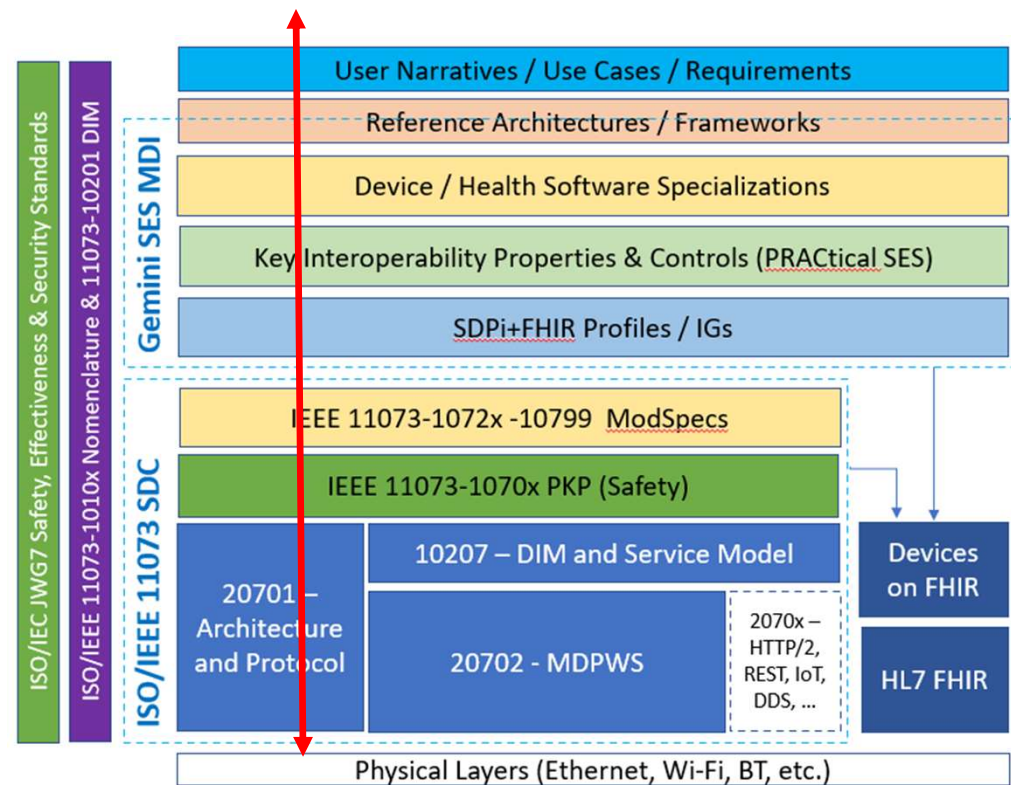 ISO/IEC JWG7 Safety, Effectiveness & Security Standards
ISO/IEEE 11073-1010x Nomenclature & 11073-10201 DIM
Gemini SES MDI
User Narratives / Use Cases / Requirements
Reference Architectures / Frameworks
Device / Health Software Specializations
Key Interoperability Properties & Controls (PRACtical SES)
SDPi+FHIR Profiles / IGs
ISO/IEEE 11073 SDC
IEEE 11073-1072x -10799 ModSpecs
IEEE 11073-1070x PKP (Safety)
20701 –
Architecture
and Protocol
10207 – DIM and Service Model
20702 - MDPWS
2070x –
HTTP/2,
REST, IoT,
DDS, ...
Devices
on FHIR
HL7 FHIR
Physical Layers (Ethernet, Wi-Fi, BT, etc.)